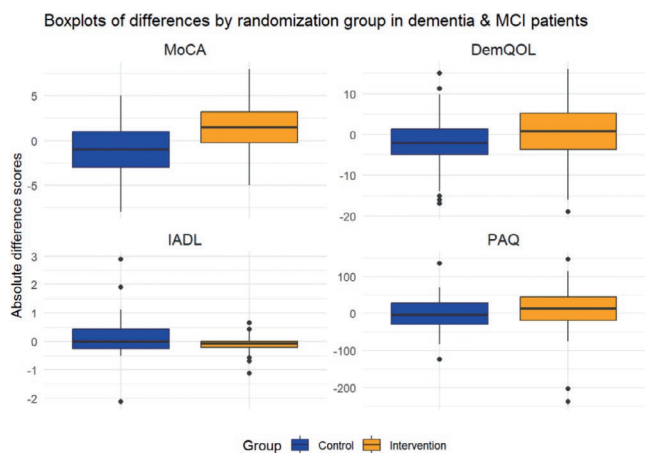 Boxplots of differences by randomization group in dementia & MCI patients
MoCA
DemQOL
5
0
-5
10
0
-10
-20
IADL
PAQ
3
2
1
0
-1
-2
100
0
-100
-200
Absolute difference scores
Group Control Intervention